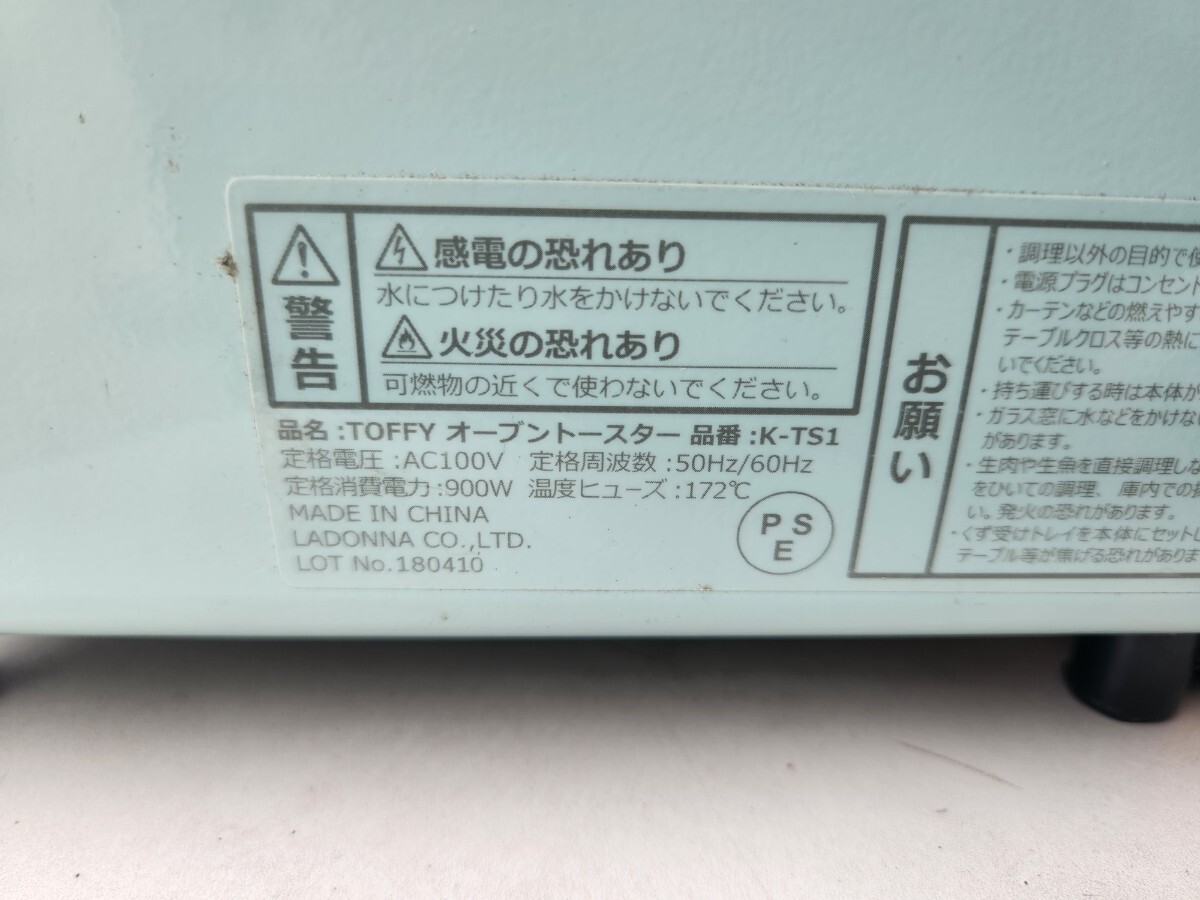 警告
感電の恐れあり
水につけたり水をかけないでください。
火災の恐れあり
可燃物の近くで使わないでください。
品名:TOFFY オーブントースター 品番:K-TS1
定格電圧:AC100V 定格周波数:50Hz/60Hz
定格消費電力:900W 温度ヒューズ:172℃
MADE IN CHINA
LADONNA CO.,LTD.
LOT No.180410
PSE
お願い
・調理以外の目的で使
・電源プラグはコンセント
・カーテンなどの燃えやす
テーブルクロス等の熱に
いでください。
・持ち運びする時は本体が
・ガラス窓に水などをかけな
があります。
・生肉や生魚を直接調理しな
をひいての調理、庫内での
い。発火の恐れがあります。
・くず受けトレイを本体にセットし
テーブル等が焦げる恐れがありま